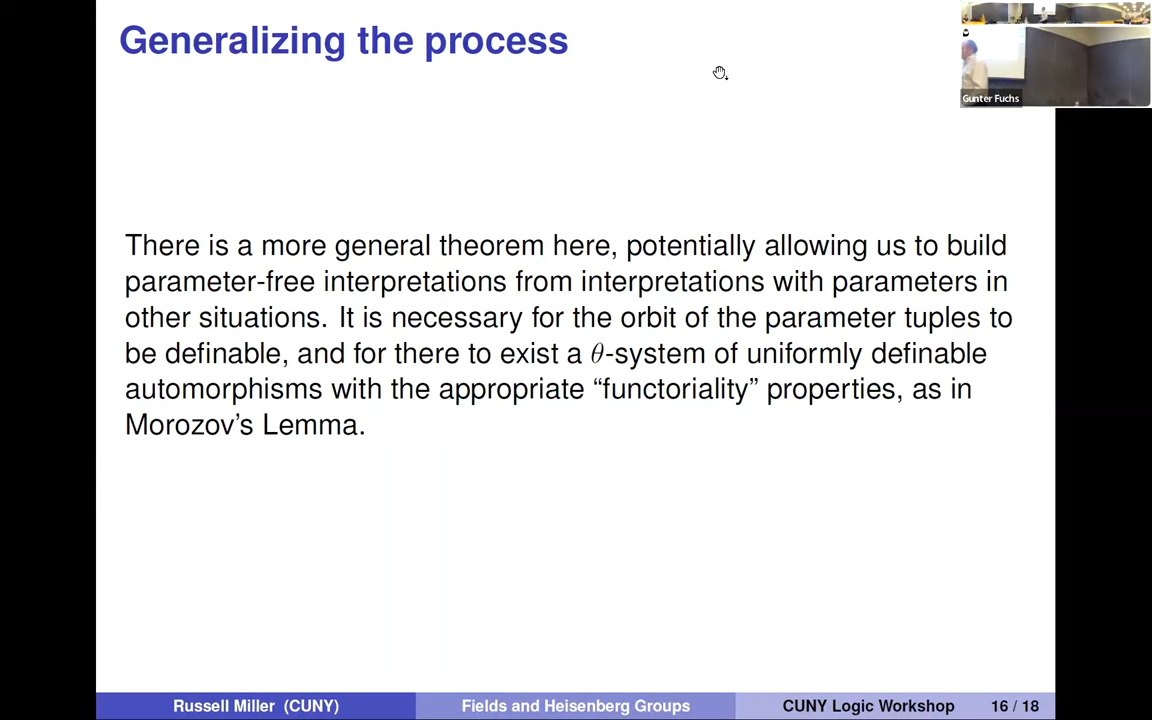 Generalizing the process
Gunter Fuchs
There is a more general theorem here, potentially allowing us to build
parameter-free interpretations from interpretations with parameters in
other situations. It is necessary for the orbit of the parameter tuples to
be definable, and for there to exist a θ-system of uniformly definable
automorphisms with the appropriate “functoriality” properties, as in
Morozov’s Lemma.
Russell Miller (CUNY)
Fields and Heisenberg Groups
CUNY Logic Workshop
16 / 18